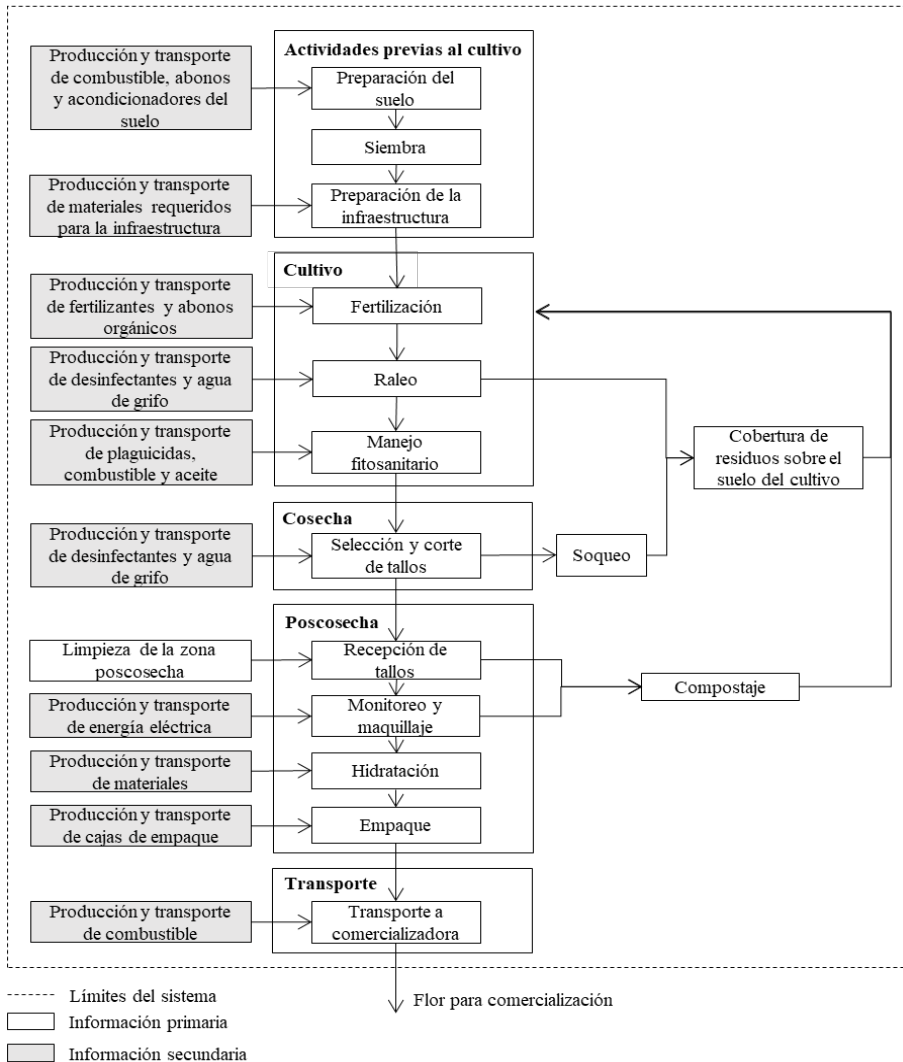 Actividades previas al cultivo
Producción y transporte
de combustible, abonos
y acondicionadores del
suelo
Preparación del
suelo
Siembra
Producción y transporte
de materiales requeridos
para la infraestructura
Preparación de la
infraestructura
Cultivo
Producción y transporte
de fertilizantes y abonos
orgánicos
Fertilización
Producción y transporte
de desinfectantes y agua
de grifo
Raleo
Producción y transporte
de plaguicidas,
combustible y aceite
Manejo
fitosanitario
Cobertura de
residuos sobre el
suelo del cultivo
Cosecha
Producción y transporte
de desinfectantes y agua
de grifo
Selección y corte
de tallos
Soqueo
Poscosecha
Limpieza de la zona
poscosecha
Recepción de
tallos
Compostaje
Producción y transporte
de energía eléctrica
Monitoreo y
maquillaje
Producción y transporte
de materiales
Hidratación
Producción y transporte
de cajas de empaque
Empaque
Transporte
Producción y transporte
de combustible
Transporte a
comercializadora
Flor para comercialización
Límites del sistema
Información primaria
Información secundaria